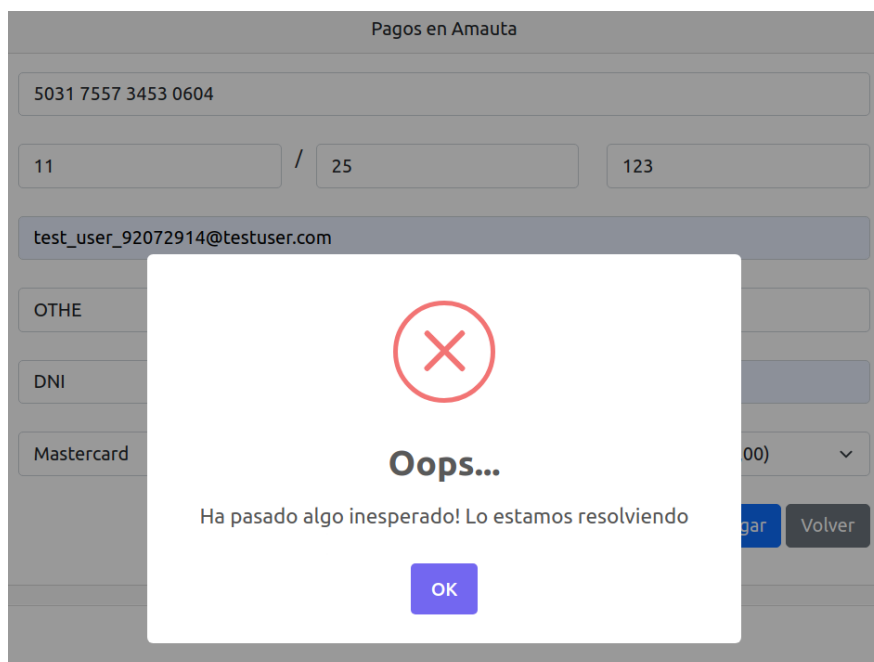 Pagos en Amauta
5031 7557 3453 0604
11 / 25 123
test_user_92072914@testuser.com
OTHE
DNI
Mastercard .00)
Oops...
Ha pasado algo inesperado! Lo estamos resolviendo
gar Volver
OK